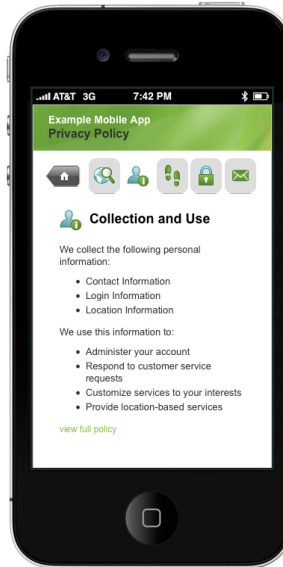 AT&T 3G 7:42 PM
Example Mobile App
Privacy Policy
Collection and Use
We collect the following personal
information:
• Contact Information
• Login Information
• Location Information
We use this information to:
• Administer your account
• Respond to customer service
requests
• Customize services to your interests
• Provide location-based services
view full policy